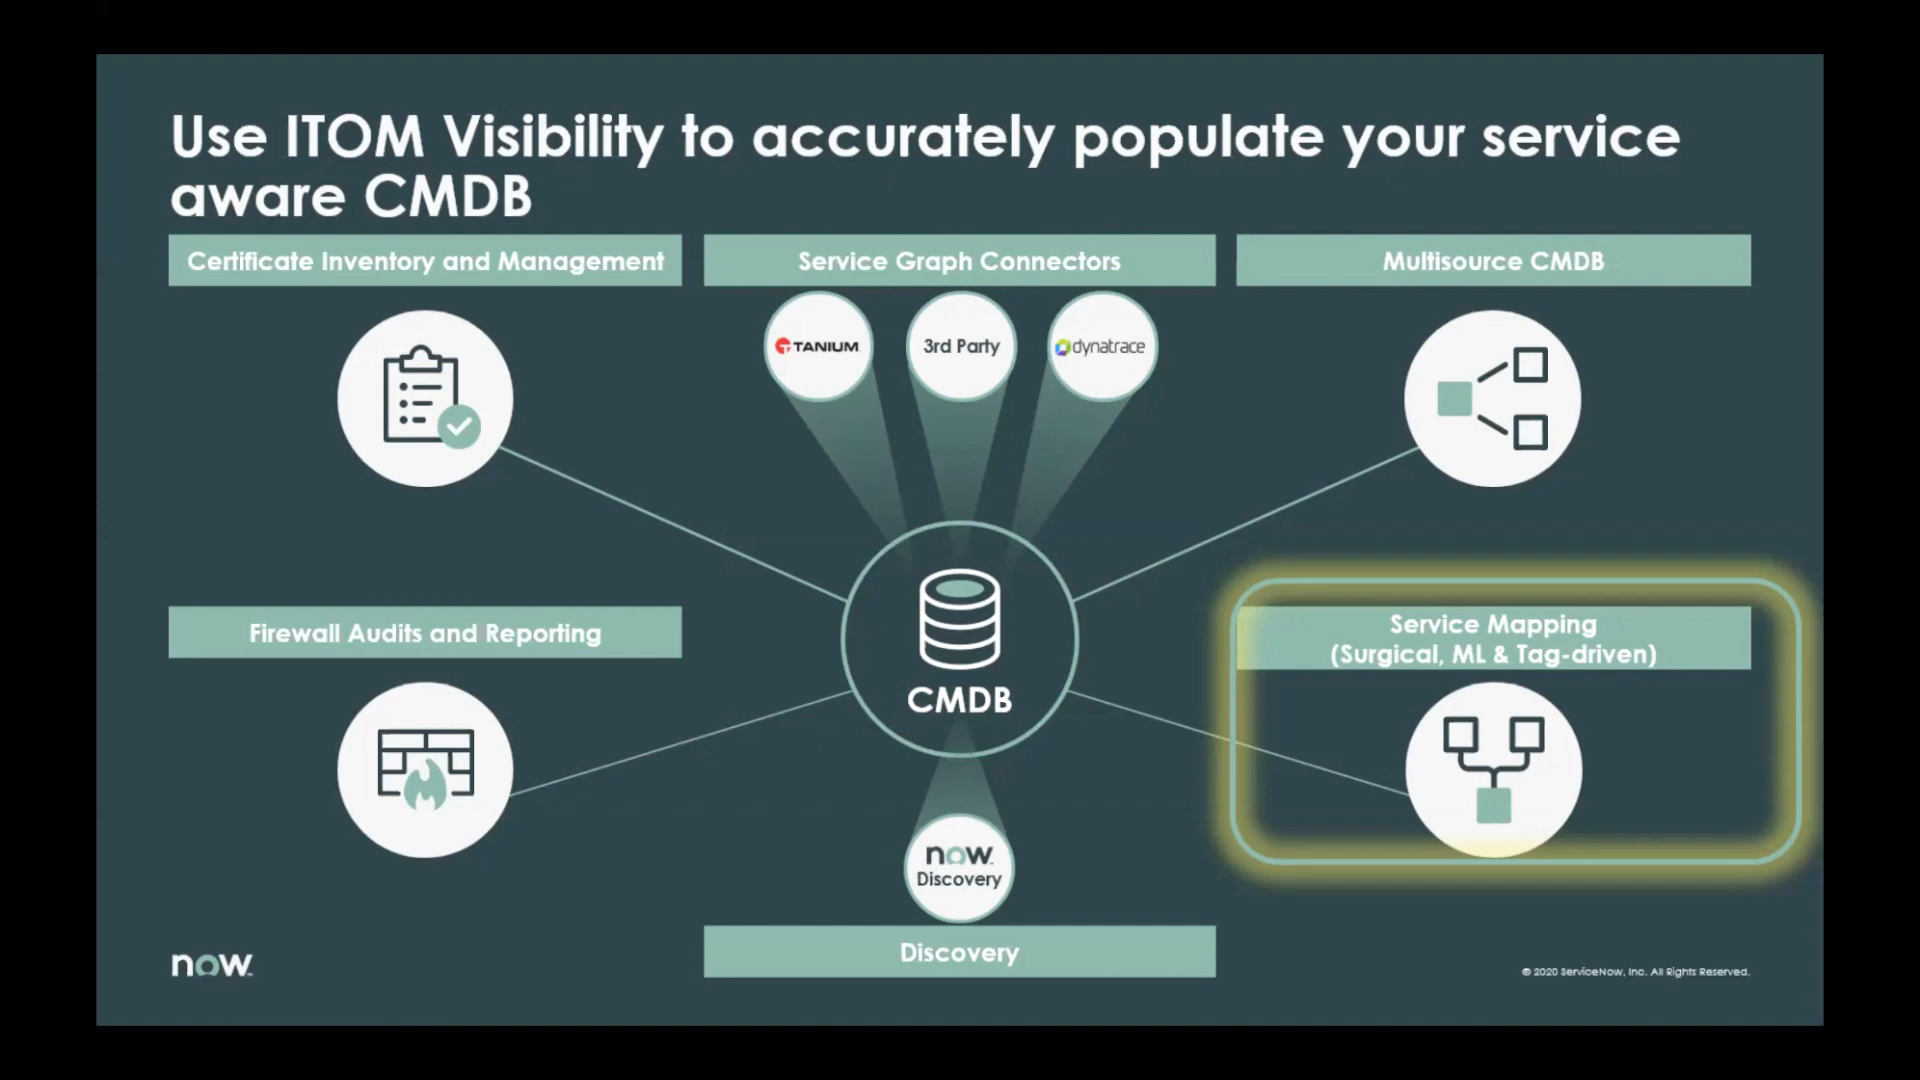 Use ITOM Visibility to accurately populate your service
aware CMDB
Certificate Inventory and Management
Service Graph Connectors
Multisource CMDB
TANIUM
3rd Party
dynatrace
Firewall Audits and Reporting
CMDB
Service Mapping
(Surgical, ML & Tag-driven)
now
Discovery
Discovery
now
© 2020 ServiceNow, Inc. All Rights Reserved.